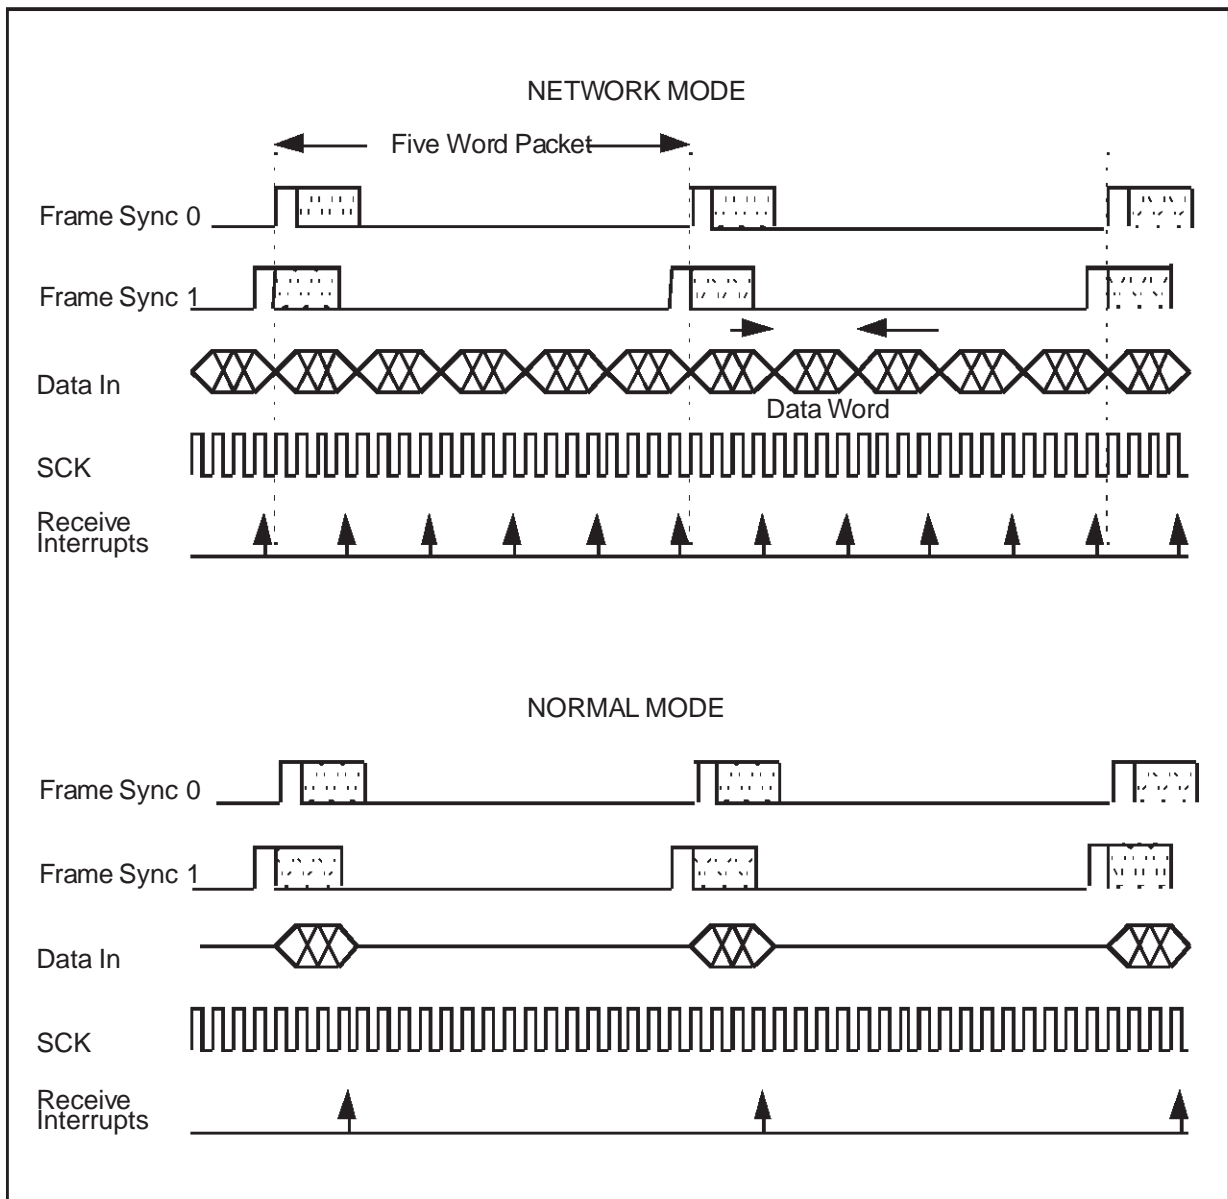 NETWORK MODE
Five Word Packet
Frame Sync 0
Frame Sync 1
Data In
Data Word
SCK
Receive
Interrupts
NORMAL MODE
Frame Sync 0
Frame Sync 1
Data In
SCK
Receive
Interrupts